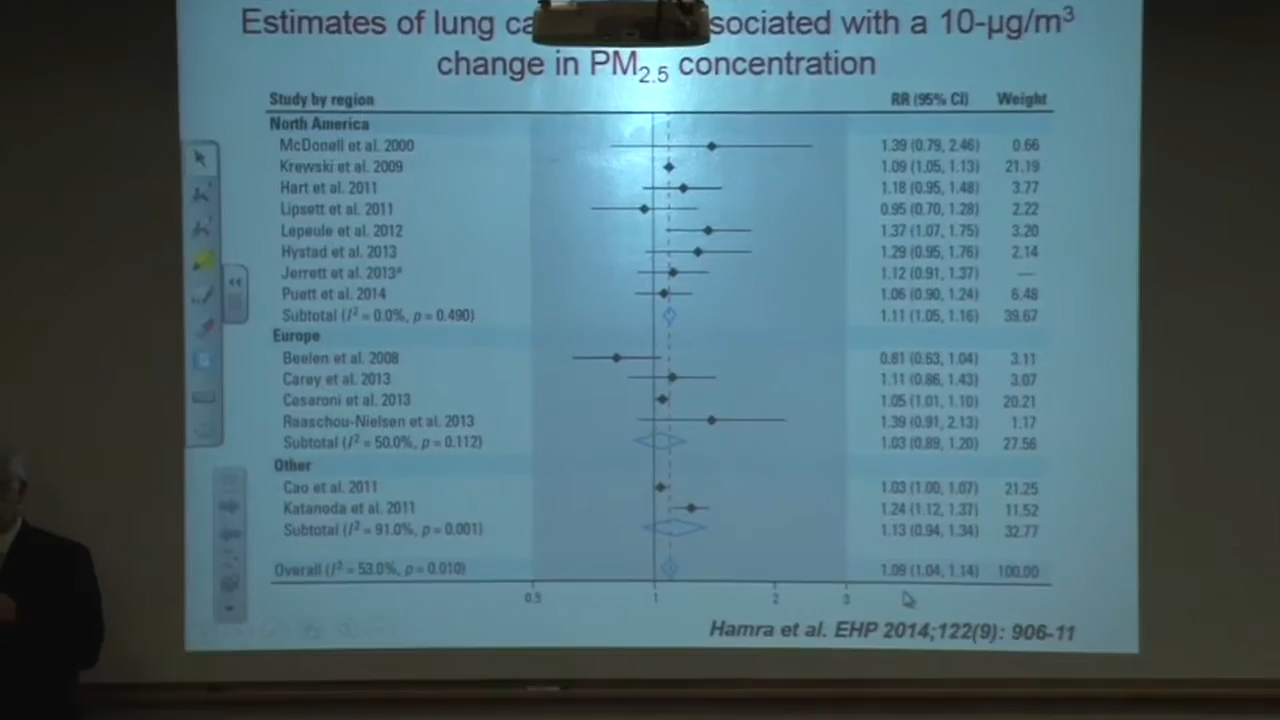 Estimates of lung ca sociated with a 10-µg/m³
change in PM₂.₅ concentration
Study by region RR (95% CI) Weight
North America
McDonell et al. 2000 1.39 (0.79, 2.46) 0.66
Krewski et al. 2009 1.09 (1.05, 1.13) 21.19
Hart et al. 2011 1.18 (0.95, 1.48) 3.77
Lipsett et al. 2011 0.95 (0.70, 1.28) 2.22
Lepeule et al. 2012 1.37 (1.07, 1.75) 3.20
Hystad et al. 2013 1.29 (0.95, 1.76) 2.14
Jerrett et al. 2013ª 1.12 (0.91, 1.37) —
Puett et al. 2014 1.06 (0.90, 1.24) 6.48
Subtotal (I² = 0.0%, p = 0.490) 1.11 (1.05, 1.16) 39.67
Europe
Beelen et al. 2008 0.81 (0.63, 1.04) 3.11
Carey et al. 2013 1.11 (0.86, 1.43) 3.07
Cesaroni et al. 2013 1.05 (1.01, 1.10) 20.21
Raaschou-Nielsen et al. 2013 1.39 (0.91, 2.13) 1.17
Subtotal (I² = 50.0%, p = 0.112) 1.03 (0.89, 1.20) 27.56
Other
Cao et al. 2011 1.03 (1.00, 1.07) 21.25
Katanoda et al. 2011 1.24 (1.12, 1.37) 11.52
Subtotal (I² = 91.0%, p = 0.001) 1.13 (0.94, 1.34) 32.77
Overall (I² = 53.0%, p = 0.010) 1.09 (1.04, 1.14) 100.00
0.5 1 2 3
Hamra et al. EHP 2014;122(9): 906-11